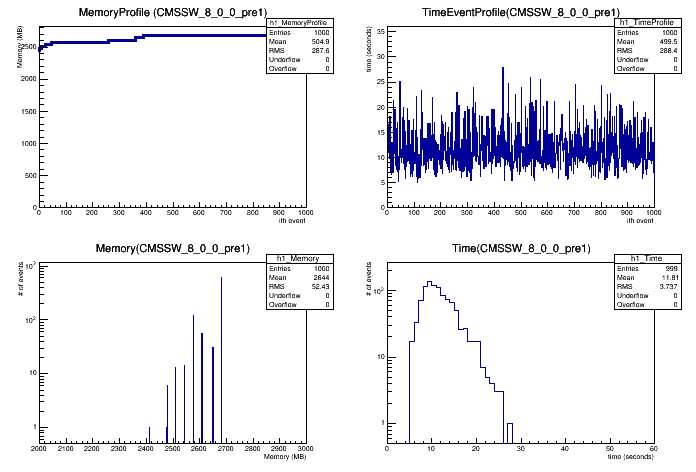 MemoryProfile (CMSSW_8_0_0_pre1)
h1_MemoryProfile
Entries 1000
Mean 504.9
RMS 287.6
Underflow 0
Overflow 0
Memory (MB)
2500
2000
1500
1000
500
0
0 100 200 300 400 500 600 700 800 900 1000
ith event
TimeEventProfile(CMSSW_8_0_0_pre1)
h1_TimeProfile
Entries 1000
Mean 499.5
RMS 288.4
Underflow 0
Overflow 0
time (seconds)
35
30
25
20
15
10
5
0
0 100 200 300 400 500 600 700 800 900 1000
ith event
Memory(CMSSW_8_0_0_pre1)
h1_Memory
Entries 1000
Mean 2644
RMS 52.43
Underflow 0
Overflow 0
# of events
10^3
10^2
10
1
2000 2100 2200 2300 2400 2500 2600 2700 2800 2900 3000
Memory (MB)
Time(CMSSW_8_0_0_pre1)
h1_Time
Entries 999
Mean 11.81
RMS 3.737
Underflow 0
Overflow 0
# of events
10^2
10
1
0 10 20 30 40 50 60
time (seconds)